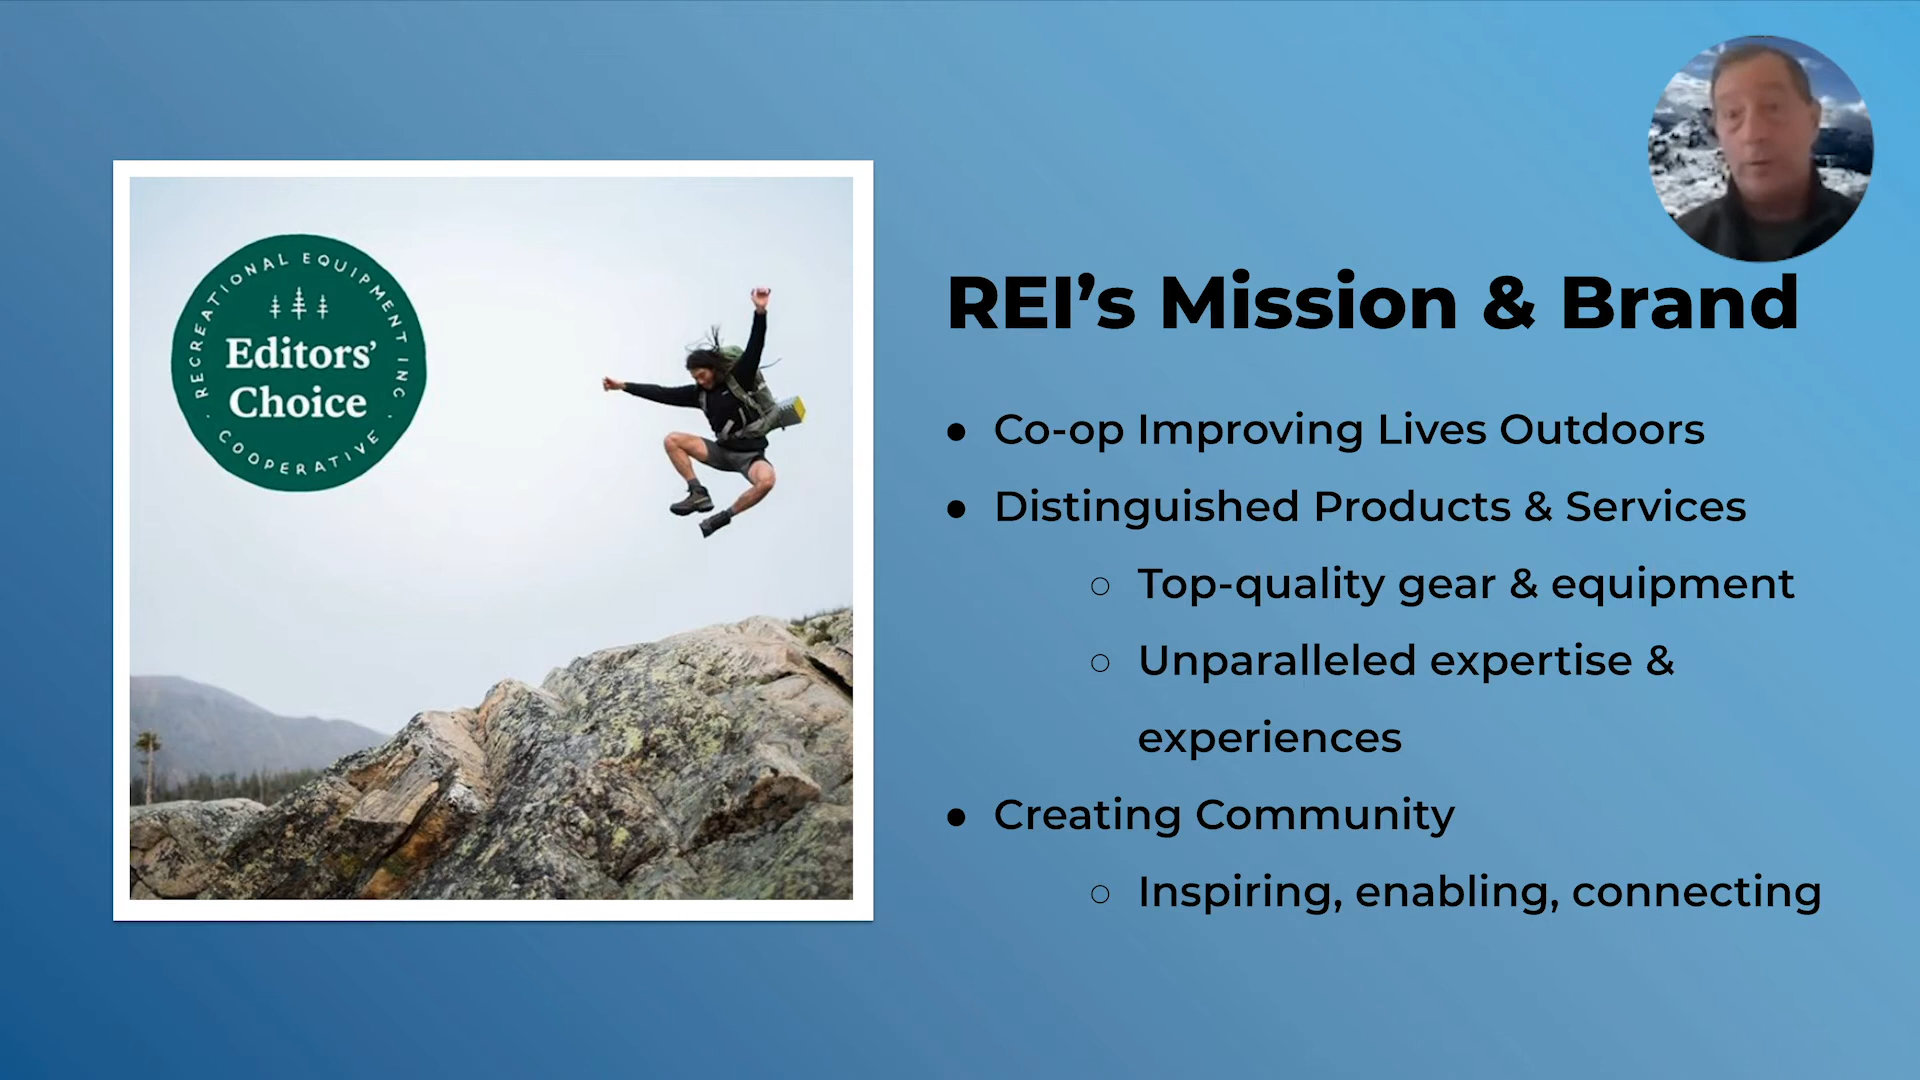 RECREATIONAL EQUIPMENT INC
Editors’
Choice
· COOPERATIVE ·
REI’s Mission & Brand
● Co-op Improving Lives Outdoors
● Distinguished Products & Services
○ Top-quality gear & equipment
○ Unparalleled expertise &
experiences
● Creating Community
○ Inspiring, enabling, connecting